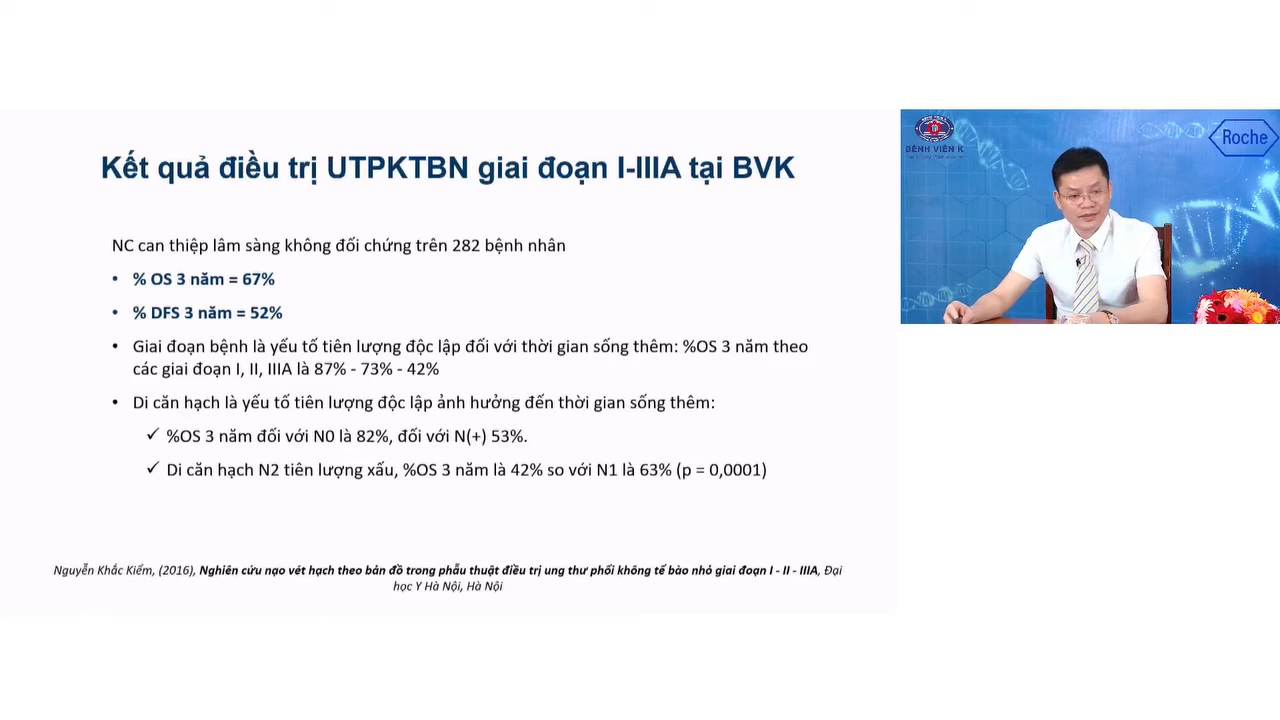 Kết quả điều trị UTPKTBN giai đoạn I-IIIA tại BVK
NC can thiệp lâm sàng không đối chứng trên 282 bệnh nhân
• % OS 3 năm = 67%
• % DFS 3 năm = 52%
• Giai đoạn bệnh là yếu tố tiên lượng độc lập đối với thời gian sống thêm: %OS 3 năm theo
các giai đoạn I, II, IIIA là 87% - 73% - 42%
• Di căn hạch là yếu tố tiên lượng độc lập ảnh hưởng đến thời gian sống thêm:
✓ %OS 3 năm đối với N0 là 82%, đối với N(+) 53%.
✓ Di căn hạch N2 tiên lượng xấu, %OS 3 năm là 42% so với N1 là 63% (p = 0,0001)
Nguyễn Khắc Kiểm, (2016), Nghiên cứu nạo vét hạch theo bản đồ trong phẫu thuật điều trị ung thư phổi không tế bào nhỏ giai đoạn I - II - IIIA, Đại
học Y Hà Nội, Hà Nội
BỆNH VIỆN K
Roche